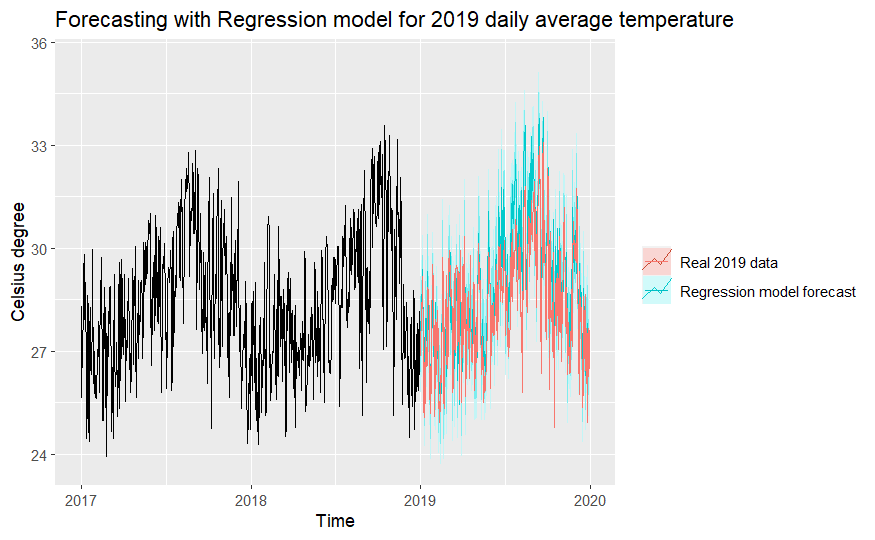 Forecasting with Regression model for 2019 daily average temperature
36
33
30
27
24
Celsius degree
2017
2018
2019
2020
Time
Real 2019 data
Regression model forecast